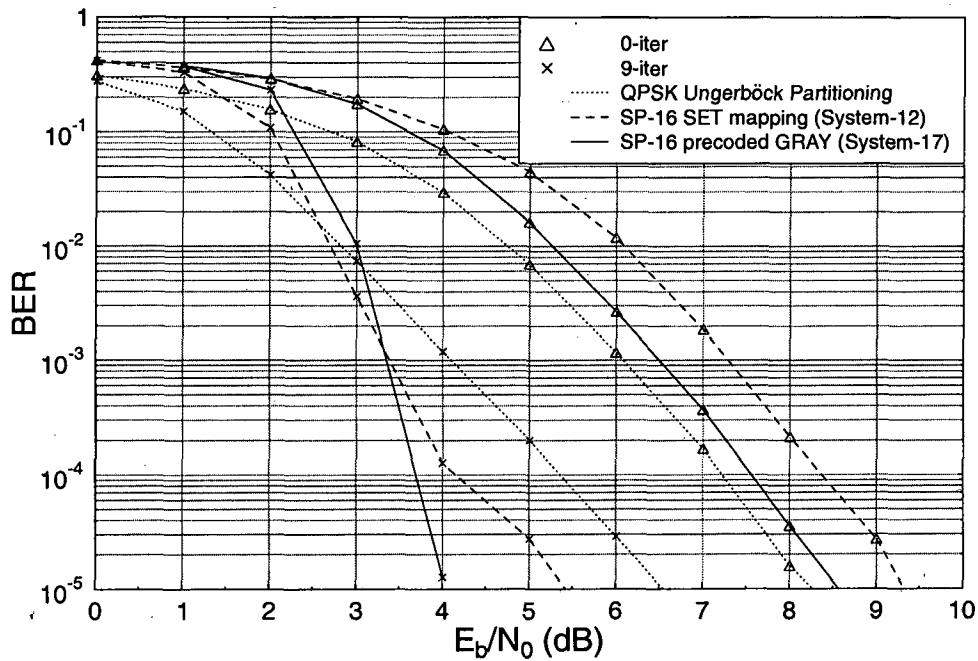 1
10-1
10-2
10-3
10-4
10-5
BER
0-iter
9-iter
QPSK Ungerböck Partitioning
SP-16 SET mapping (System-12)
SP-16 precoded GRAY (System-17)
0 1 2 3 4 5 6 7 8 9 10
Eb/N0 (dB)